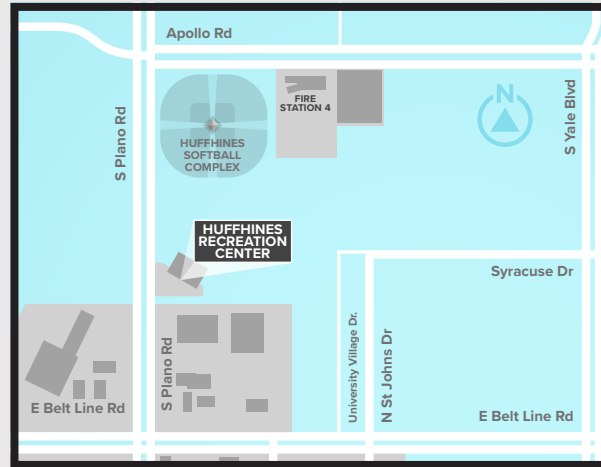 Apollo Rd
S Plano Rd
FIRE
STATION 4
N
S Yale Blvd
HUFFHINES
SOFTBALL
COMPLEX
HUFFHINES
RECREATION
CENTER
Syracuse Dr
S Plano Rd
University Village Dr.
N St Johns Dr
E Belt Line Rd
E Belt Line Rd